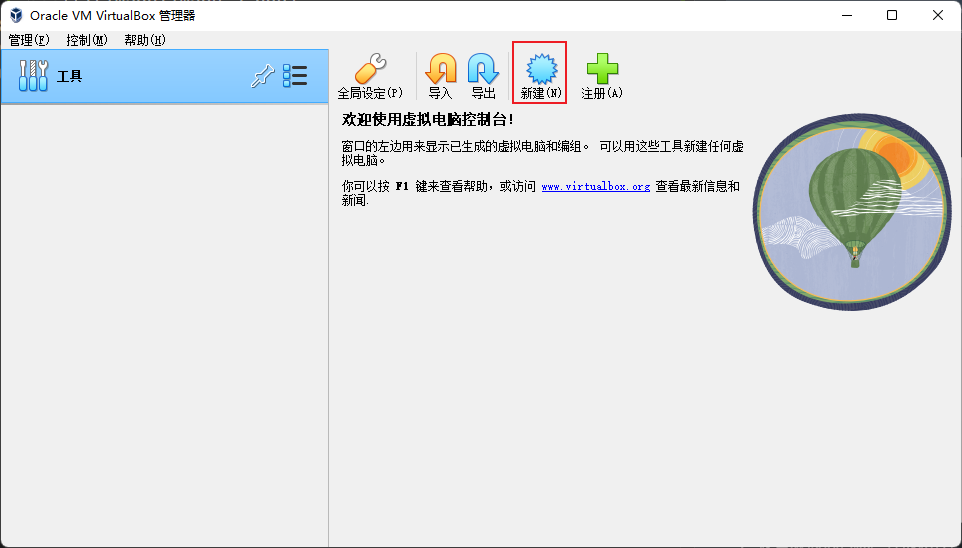 Oracle VM VirtualBox 管理器
管理(F) 控制(M) 帮助(H)
工具
全局设定(P) 导入 导出 新建(N) 注册(A)
欢迎使用虚拟电脑控制台!
窗口的左边用来显示已生成的虚拟电脑和编组。 可以用这些工具新建任何虚
拟电脑。
你可以按 F1 键来查看帮助，或访问 www.virtualbox.org 查看最新信息和
新闻.